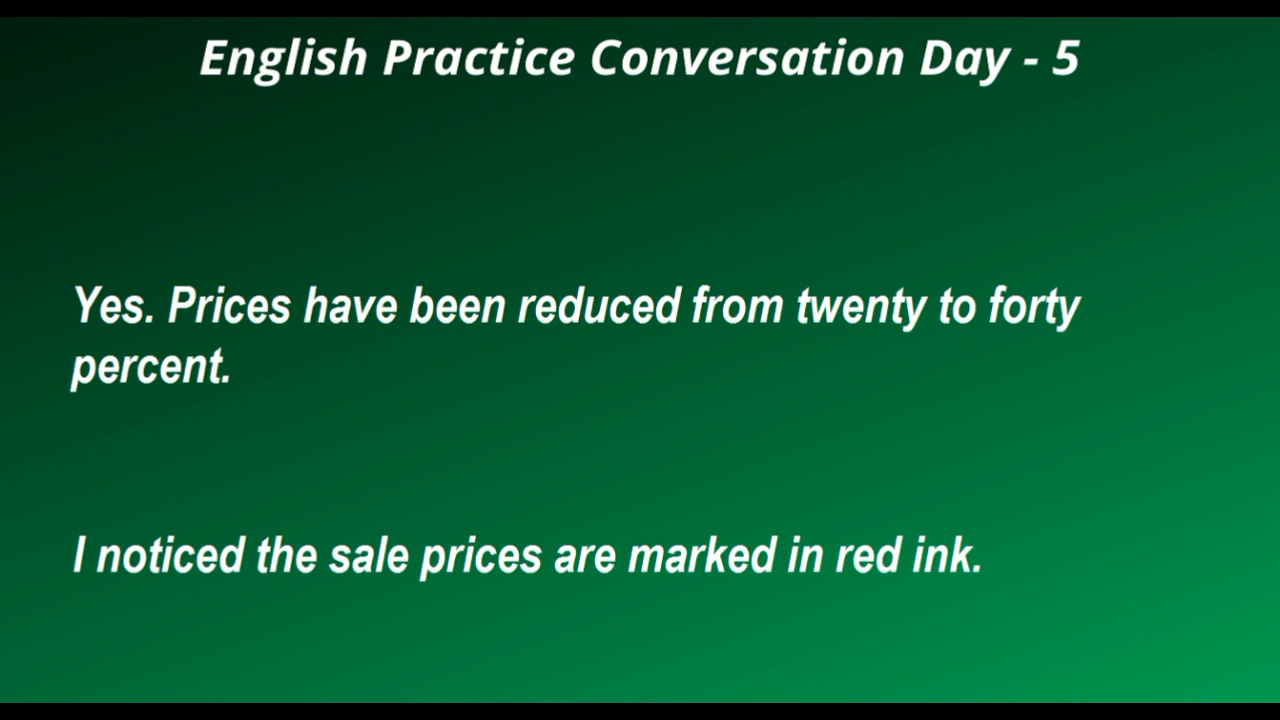 English Practice Conversation Day - 5
Yes. Prices have been reduced from twenty to forty
percent.
I noticed the sale prices are marked in red ink.